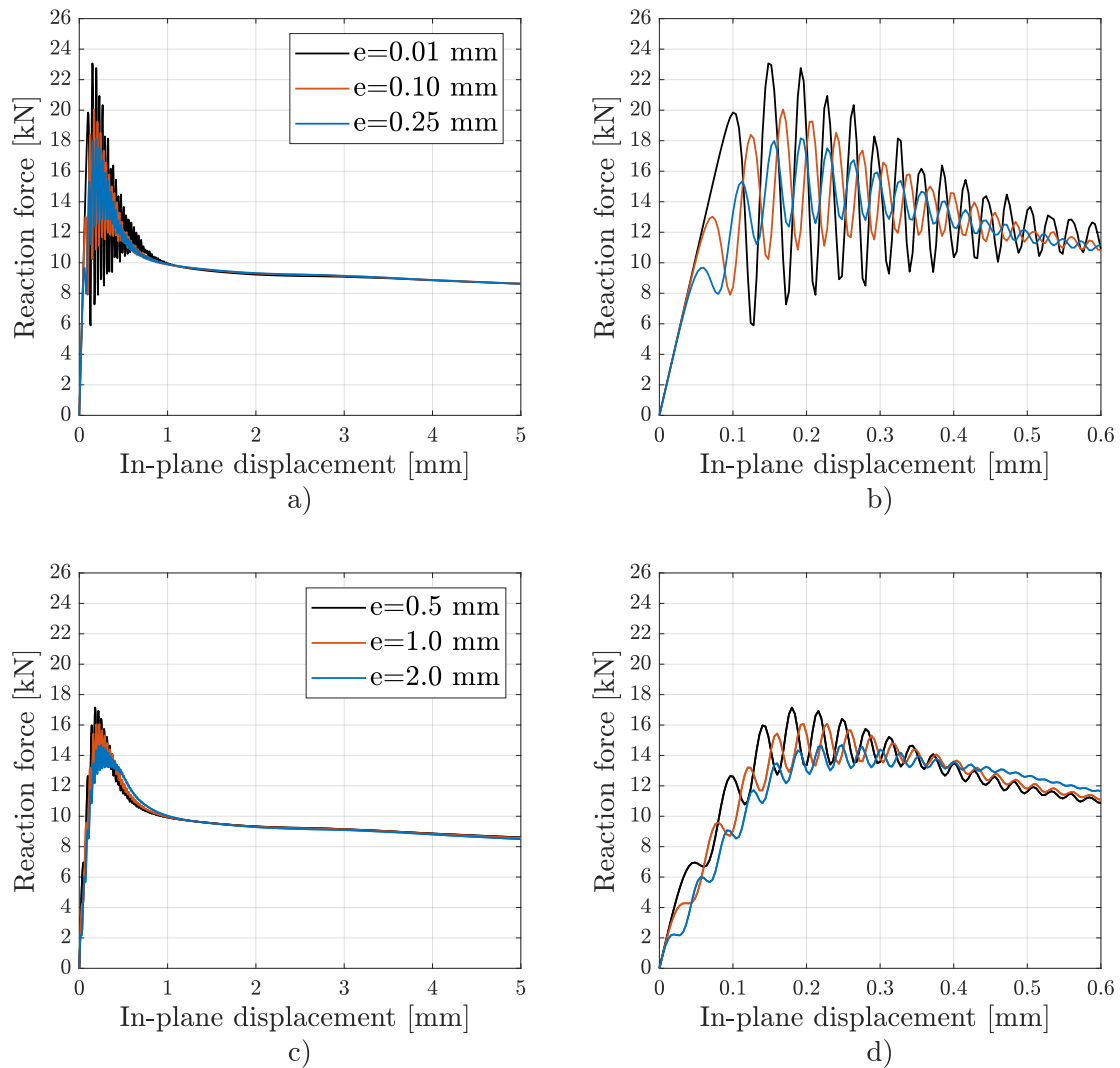 26
24
22
20
18
16
14
12
10
8
6
4
2
0
Reaction force [kN]
e=0.01 mm
e=0.10 mm
e=0.25 mm
0 1 2 3 4 5
In-plane displacement [mm]
a)
26
24
22
20
18
16
14
12
10
8
6
4
2
0
Reaction force [kN]
0 0.1 0.2 0.3 0.4 0.5 0.6
In-plane displacement [mm]
b)
26
24
22
20
18
16
14
12
10
8
6
4
2
0
Reaction force [kN]
e=0.5 mm
e=1.0 mm
e=2.0 mm
0 1 2 3 4 5
In-plane displacement [mm]
c)
26
24
22
20
18
16
14
12
10
8
6
4
2
0
Reaction force [kN]
0 0.1 0.2 0.3 0.4 0.5 0.6
In-plane displacement [mm]
d)